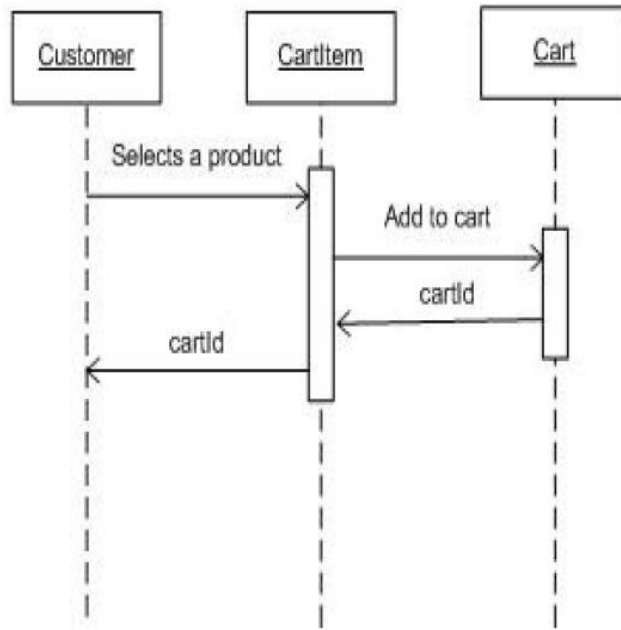 Customer
CartItem
Cart
Selects a product
Add to cart
cartId
cartId